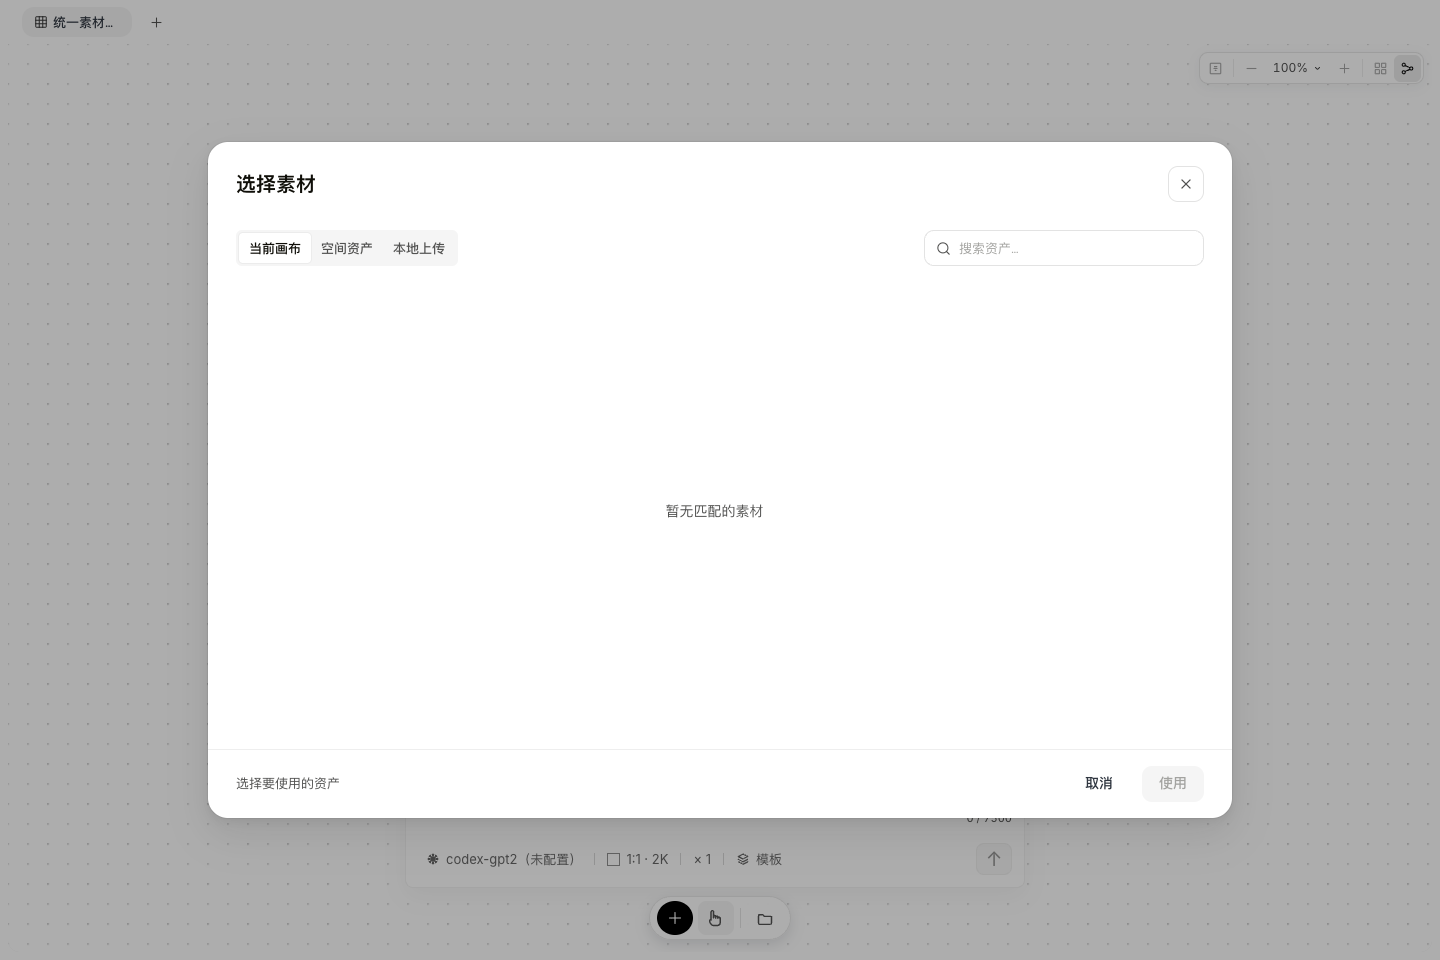 统一素材...
100%
选择素材
当前画布
空间资产
本地上传
搜索资产...
暂无匹配的素材
选择要使用的资产
取消
使用
codex-gpt2（未配置）
1:1 · 2K
× 1
模板